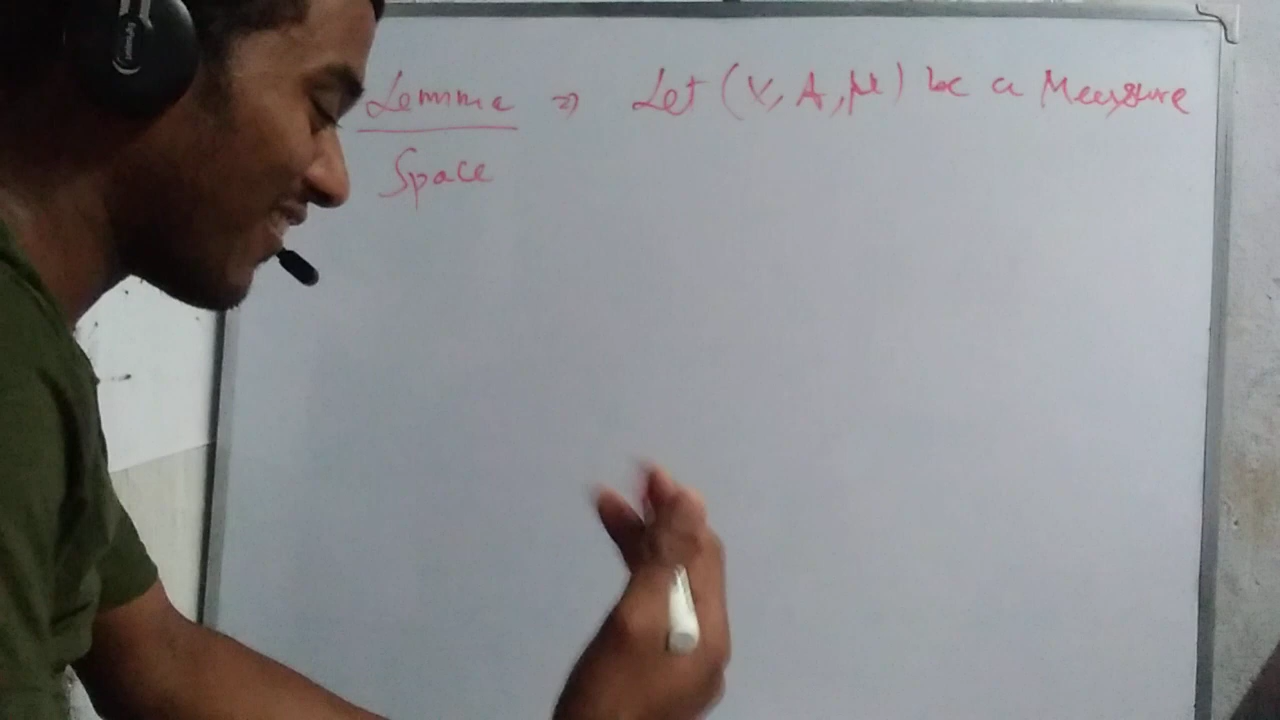 Lemma ⇒ Let (X, A, μ) be a Measure
Space